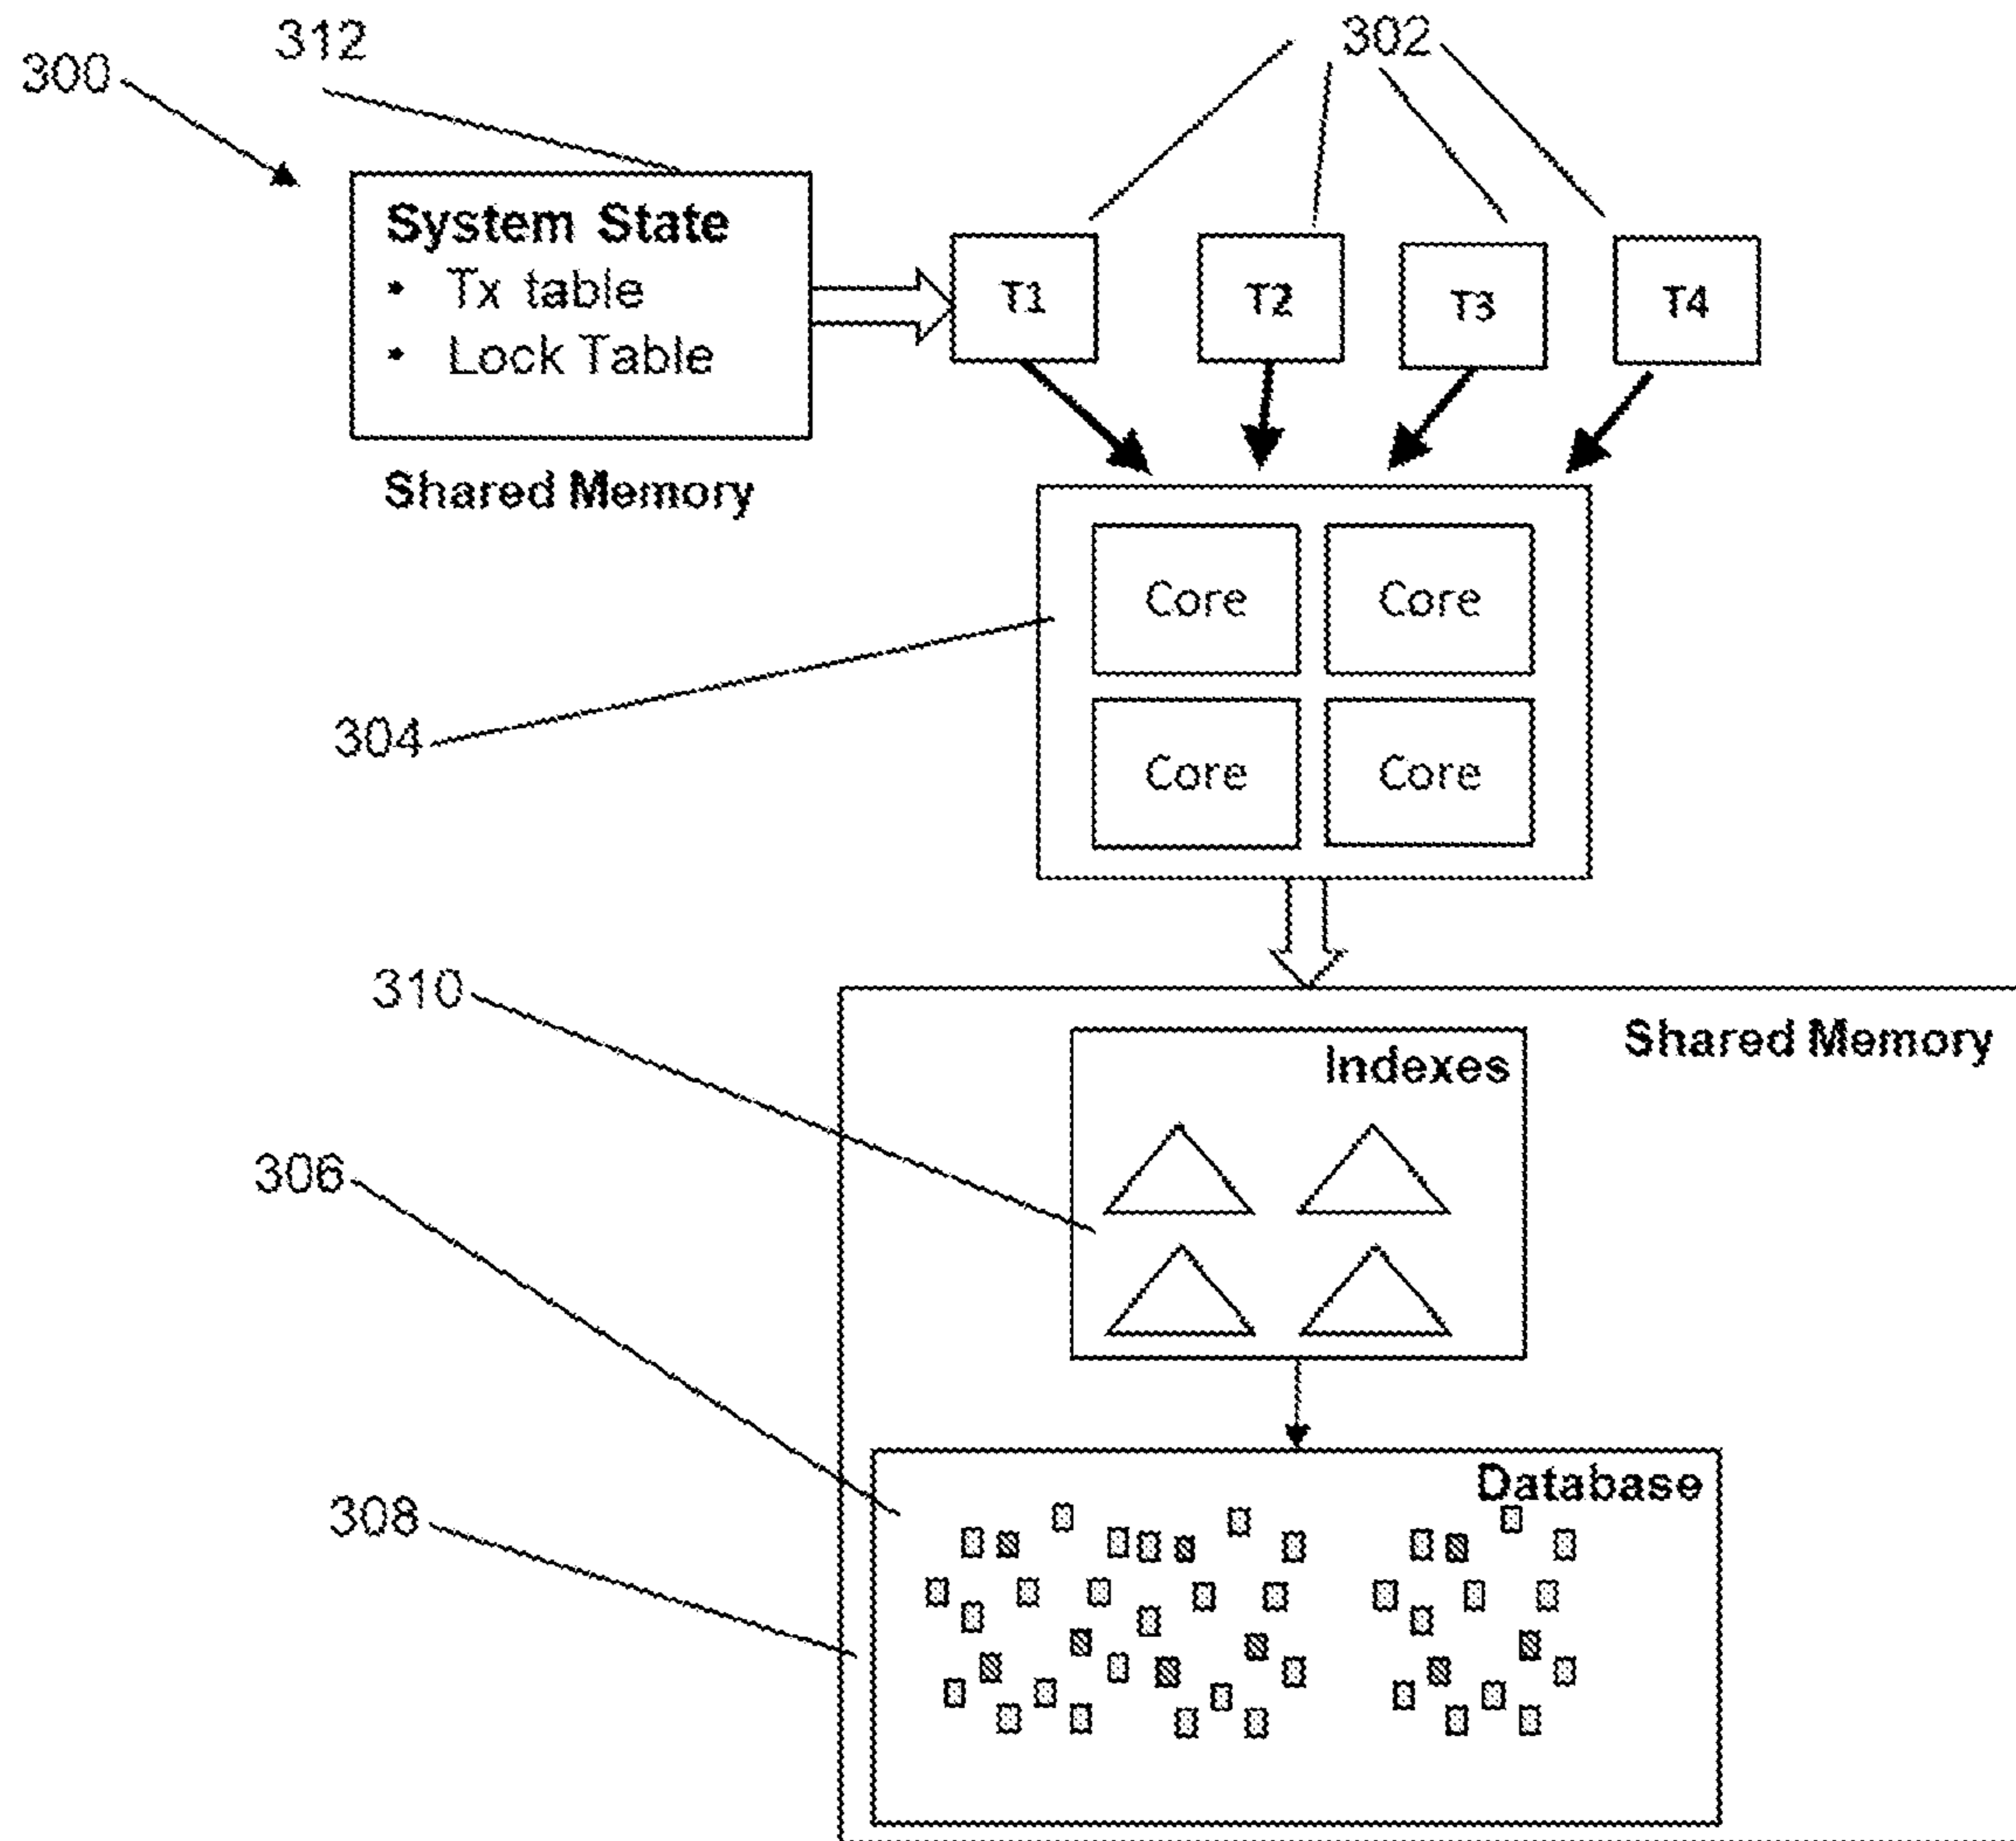 312
302
300
System State
• Tx table
• Lock Table
T1
T2
T3
T4
Shared Memory
Core
Core
304
Core
Core
310
Shared Memory
Indexes
306
Database
308